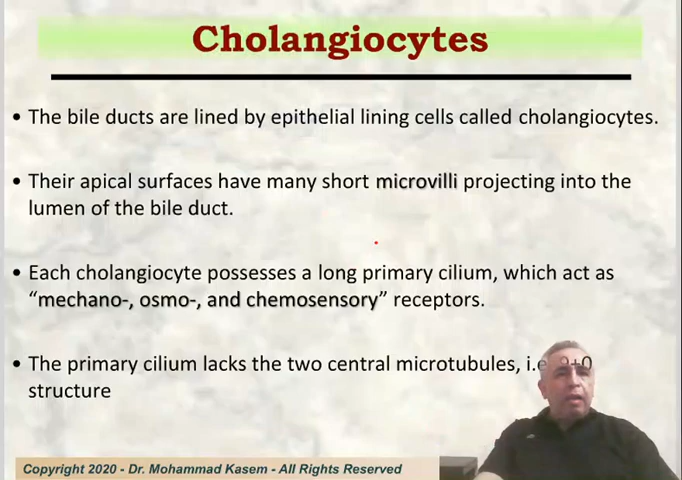 Cholangiocytes
• The bile ducts are lined by epithelial lining cells called cholangiocytes.
• Their apical surfaces have many short microvilli projecting into the
lumen of the bile duct.
• Each cholangiocyte possesses a long primary cilium, which act as
“mechano-, osmo-, and chemosensory” receptors.
• The primary cilium lacks the two central microtubules, i.e 9+0
structure
Copyright 2020 - Dr. Mohammad Kasem - All Rights Reserved